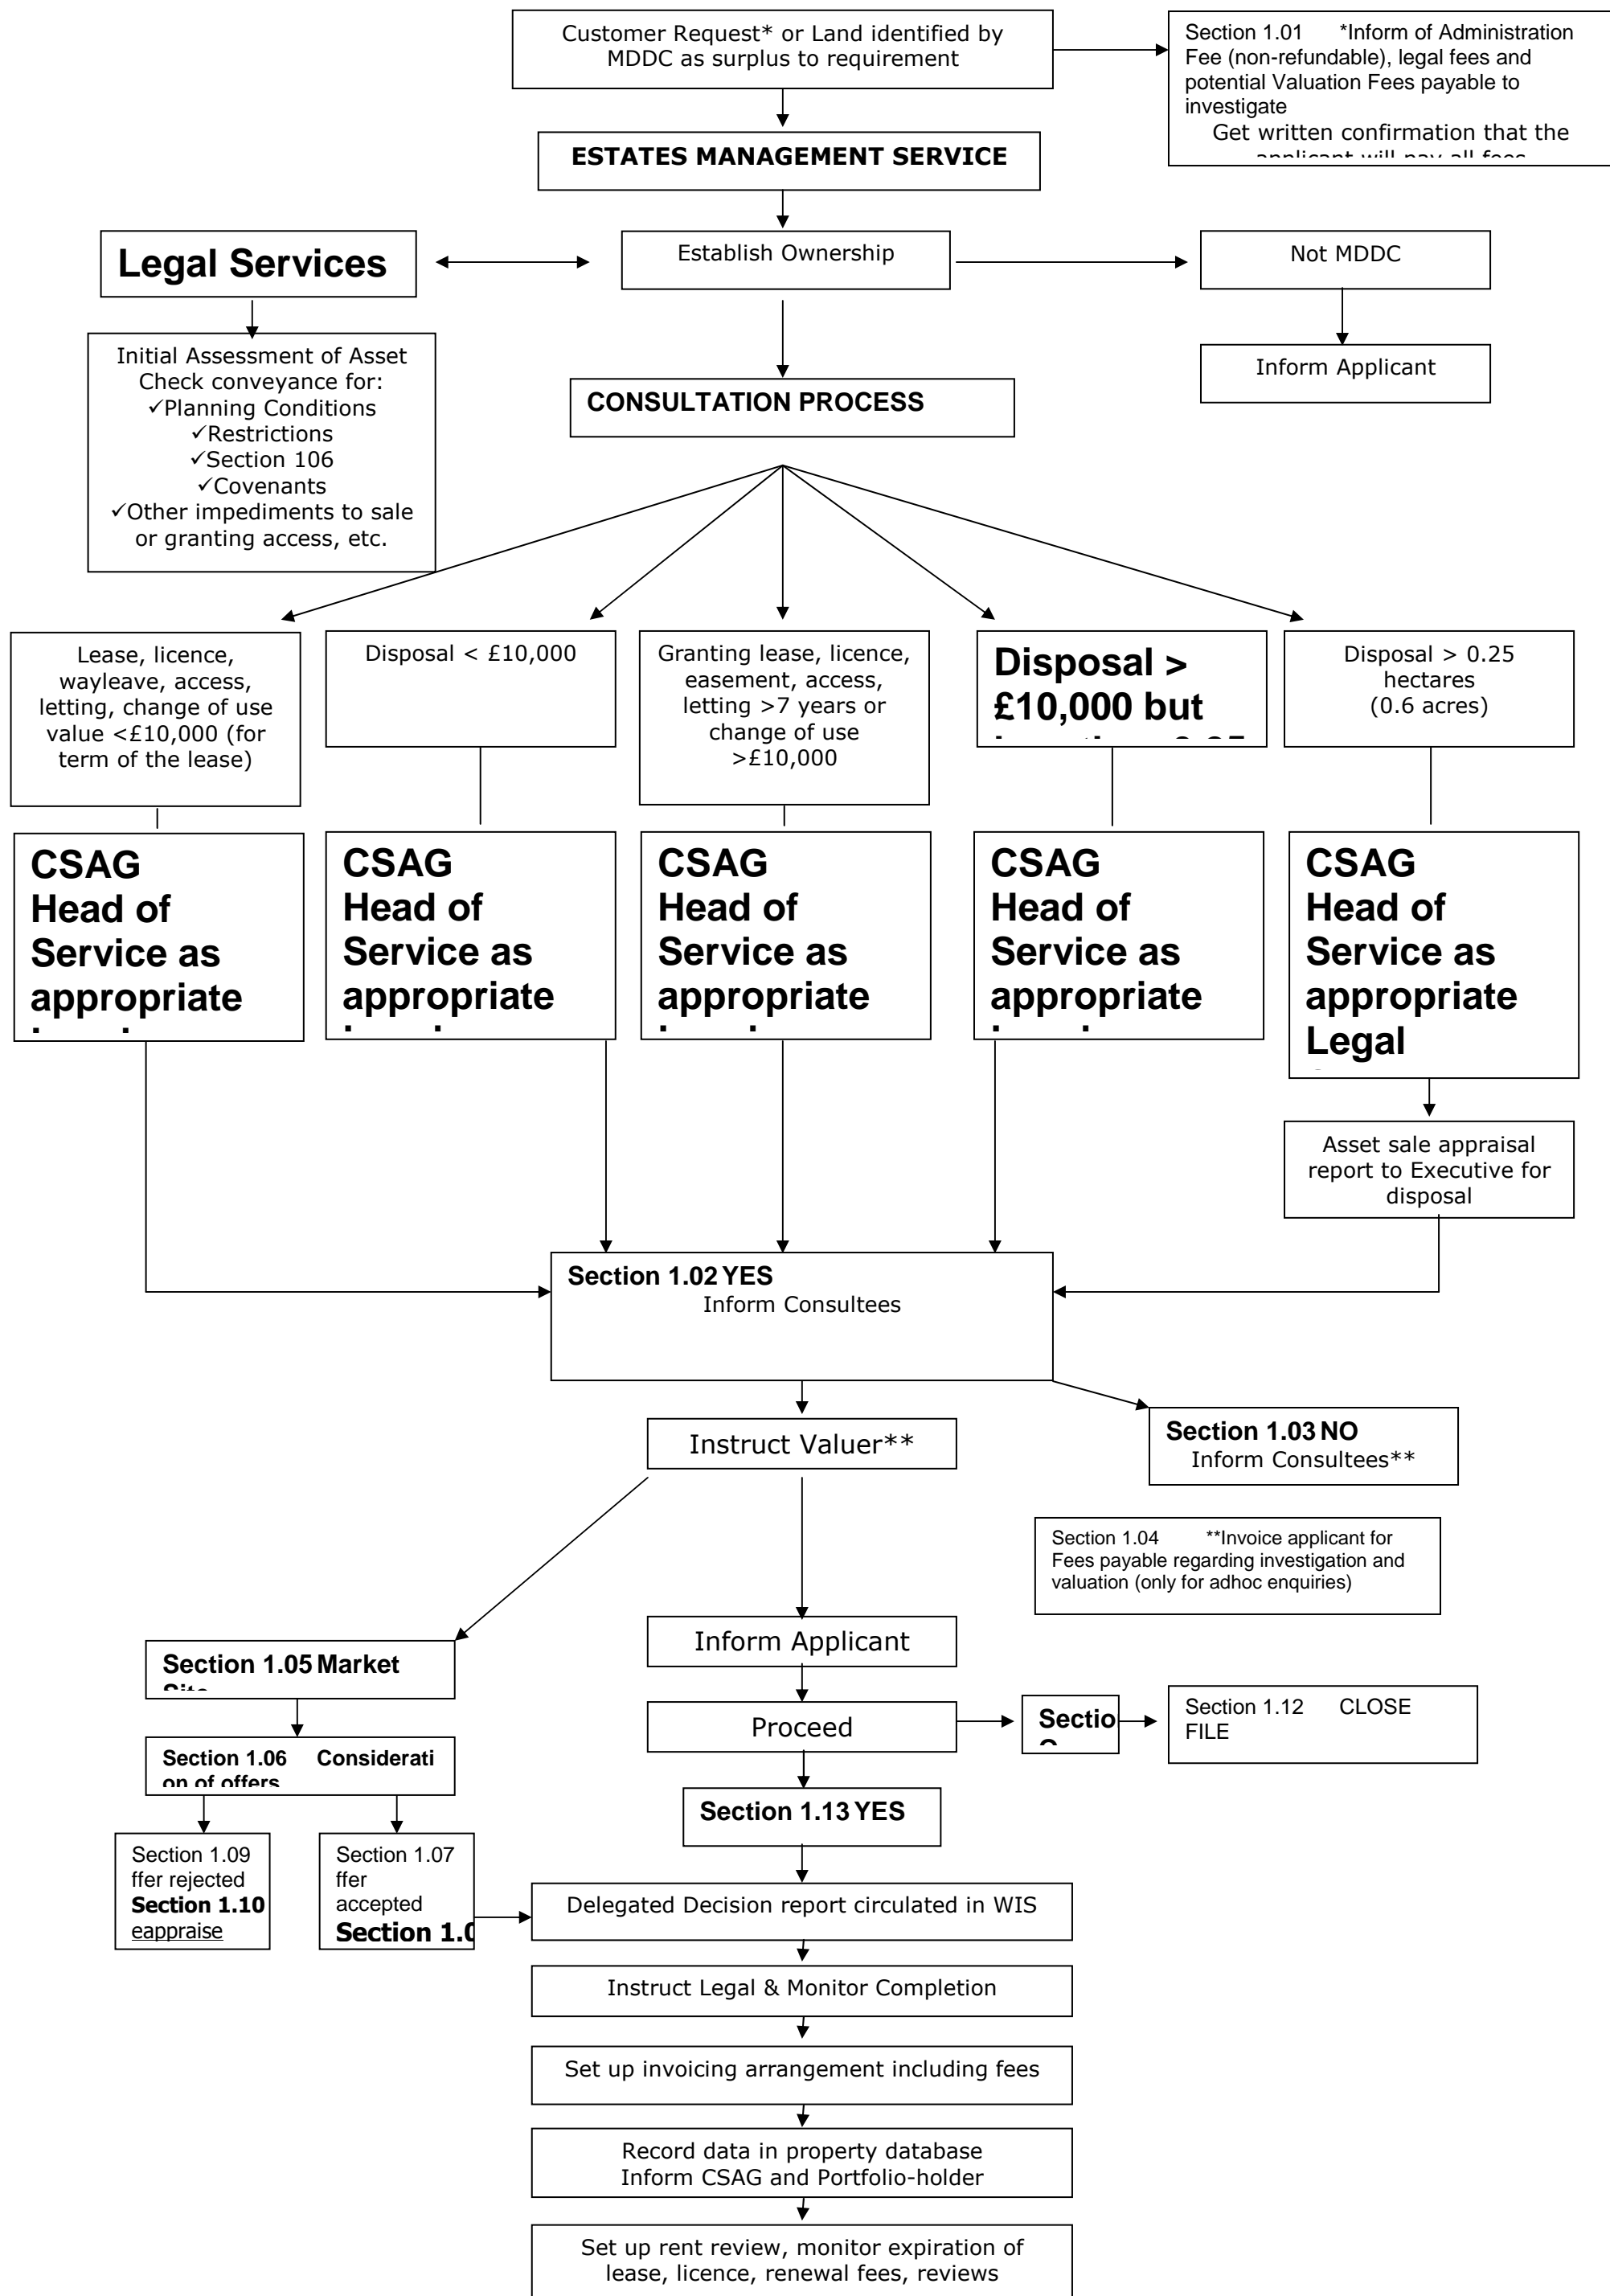 Customer Request* or Land identified by
MDDC as surplus to requirement
Section 1.01 *Inform of Administration
Fee (non-refundable), legal fees and
potential Valuation Fees payable to
investigate
Get written confirmation that the
applicant will pay all fees
ESTATES MANAGEMENT SERVICE
Legal Services
Establish Ownership
Not MDDC
Inform Applicant
Initial Assessment of Asset
Check conveyance for:
✓Planning Conditions
✓Restrictions
✓Section 106
✓Covenants
✓Other impediments to sale
or granting access, etc.
CONSULTATION PROCESS
Lease, licence,
wayleave, access,
letting, change of use
value <£10,000 (for
term of the lease)
Disposal < £10,000
Granting lease, licence,
easement, access,
letting >7 years or
change of use
>£10,000
Disposal >
£10,000 but
Disposal > 0.25
hectares
(0.6 acres)
CSAG
Head of
Service as
appropriate
CSAG
Head of
Service as
appropriate
CSAG
Head of
Service as
appropriate
CSAG
Head of
Service as
appropriate
CSAG
Head of
Service as
appropriate
Legal
Asset sale appraisal
report to Executive for
disposal
Section 1.02 YES
Inform Consultees
Instruct Valuer**
Section 1.03 NO
Inform Consultees**
Section 1.04 **Invoice applicant for
Fees payable regarding investigation and
valuation (only for adhoc enquiries)
Inform Applicant
Section 1.05 Market
Proceed
Sectio
Section 1.12 CLOSE
FILE
Section 1.06 Considerati
on of offers
Section 1.13 YES
Section 1.09
ffer rejected
Section 1.10
eappraise
Section 1.07
ffer
accepted
Section 1.0
Delegated Decision report circulated in WIS
Instruct Legal & Monitor Completion
Set up invoicing arrangement including fees
Record data in property database
Inform CSAG and Portfolio-holder
Set up rent review, monitor expiration of
lease, licence, renewal fees, reviews